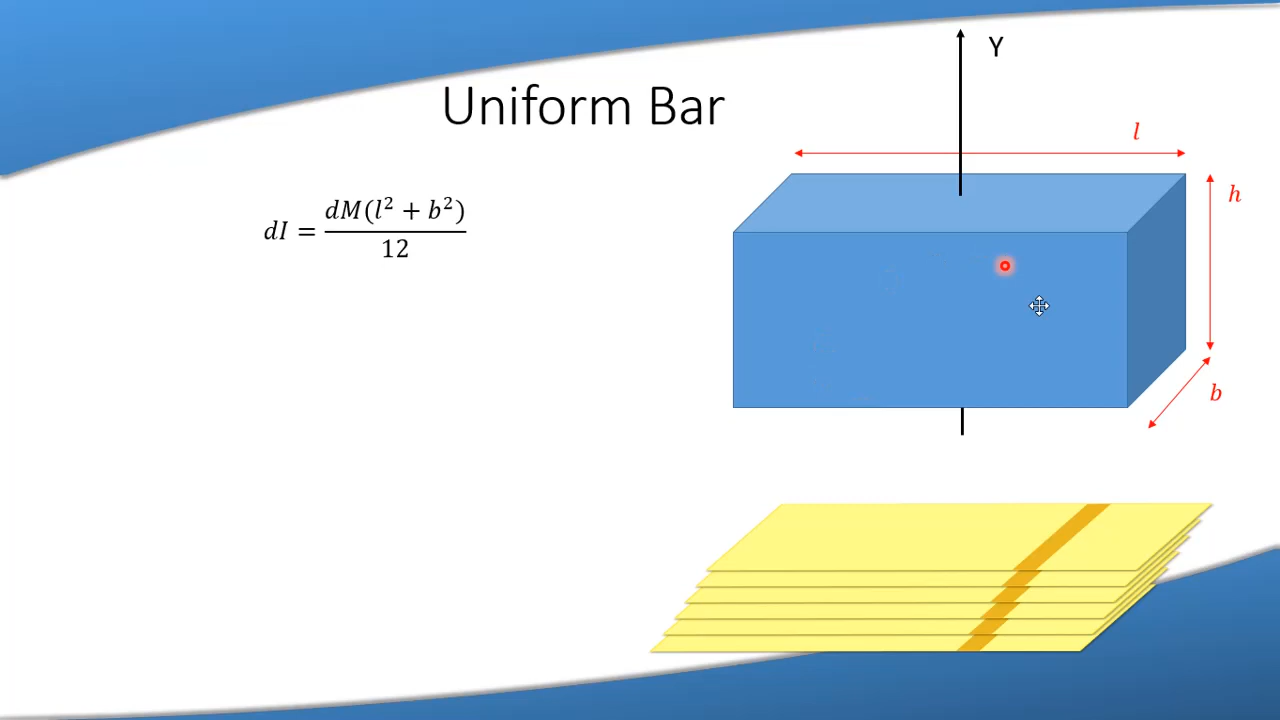 Uniform Bar
Y
l
h
b
dI = dM(l² + b²) / 12